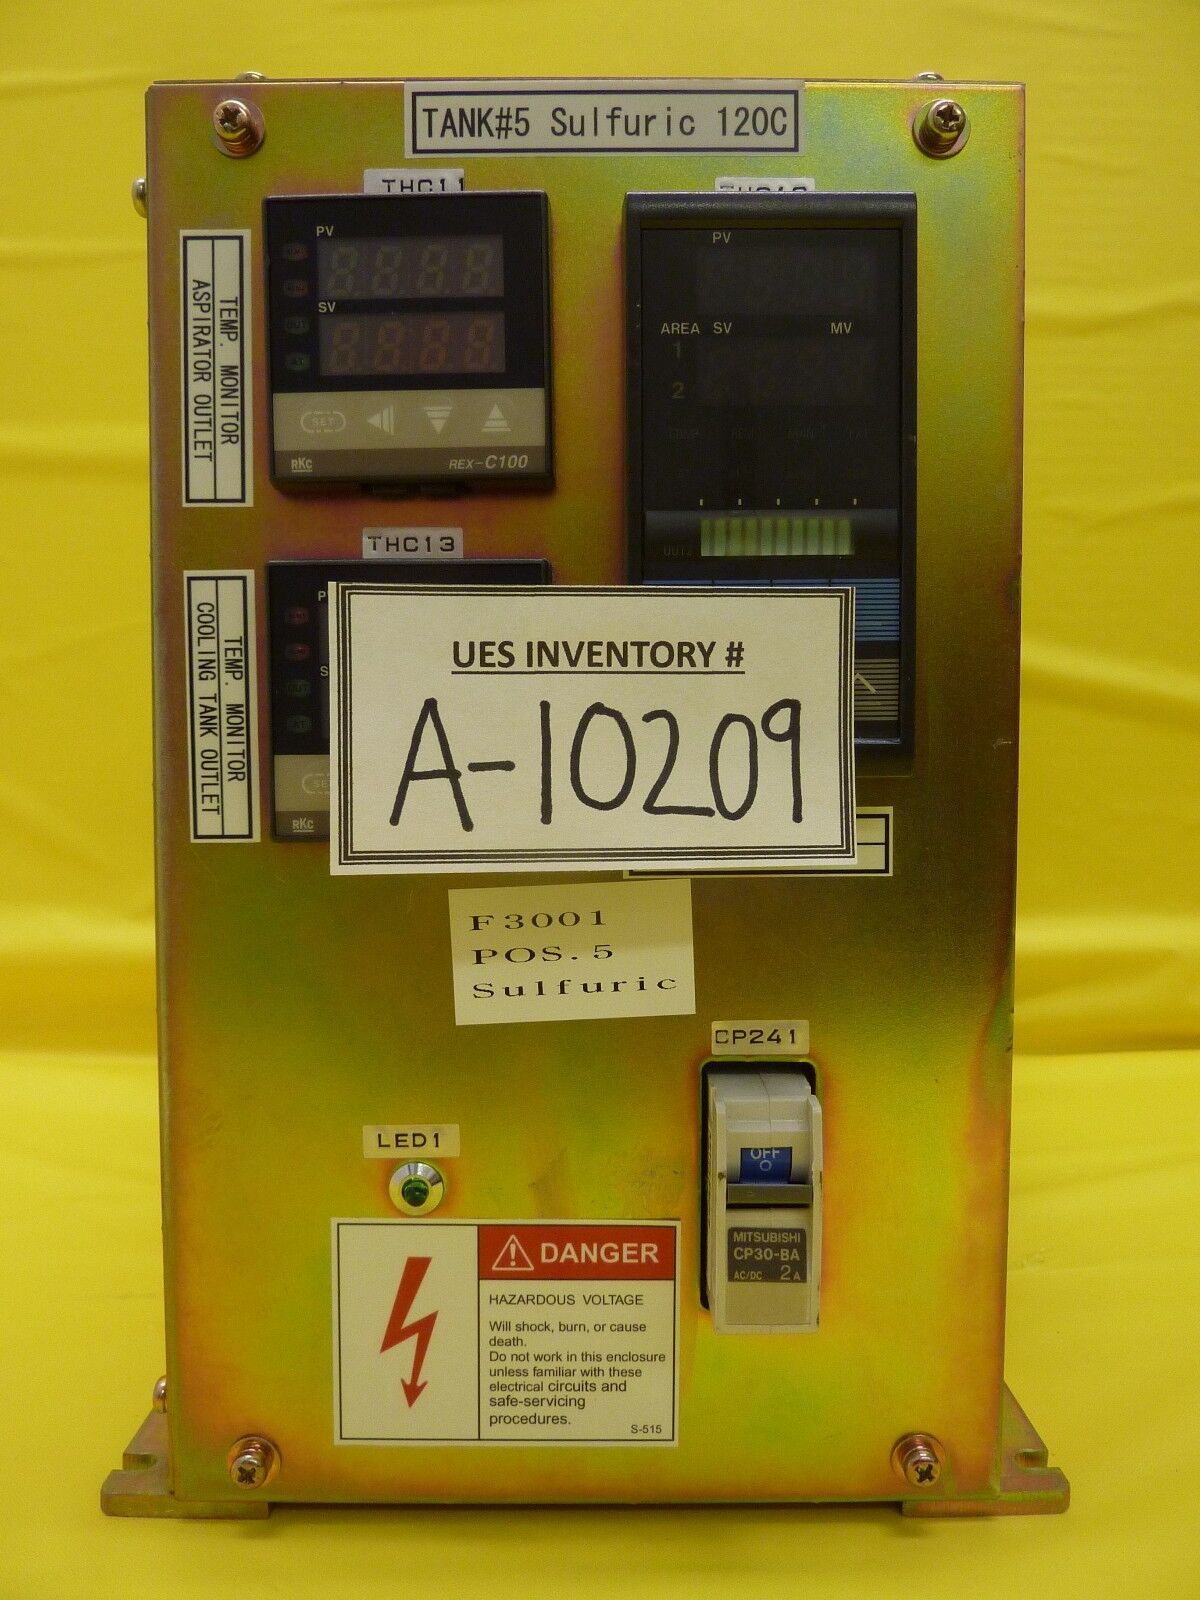 TANK#5 Sulfuric 120C
THC11
PV
SV
SET
RKC
REX-C100
TEMP. MONITOR
ASPIRATOR OUTLET
PV
AREA SV MV
1
2
OUT2
THC13
TEMP. MONITOR
COOLING TANK OUTLET
RKC
UES INVENTORY #
A-10209
F3001
POS.5
Sulfuric
CP241
OFF
MITSUBISHI
CP30-BA
AC/DC 2A
LED1
DANGER
HAZARDOUS VOLTAGE
Will shock, burn, or cause
death.
Do not work in this enclosure
unless familiar with these
electrical circuits and
safe-servicing
procedures.
S-515